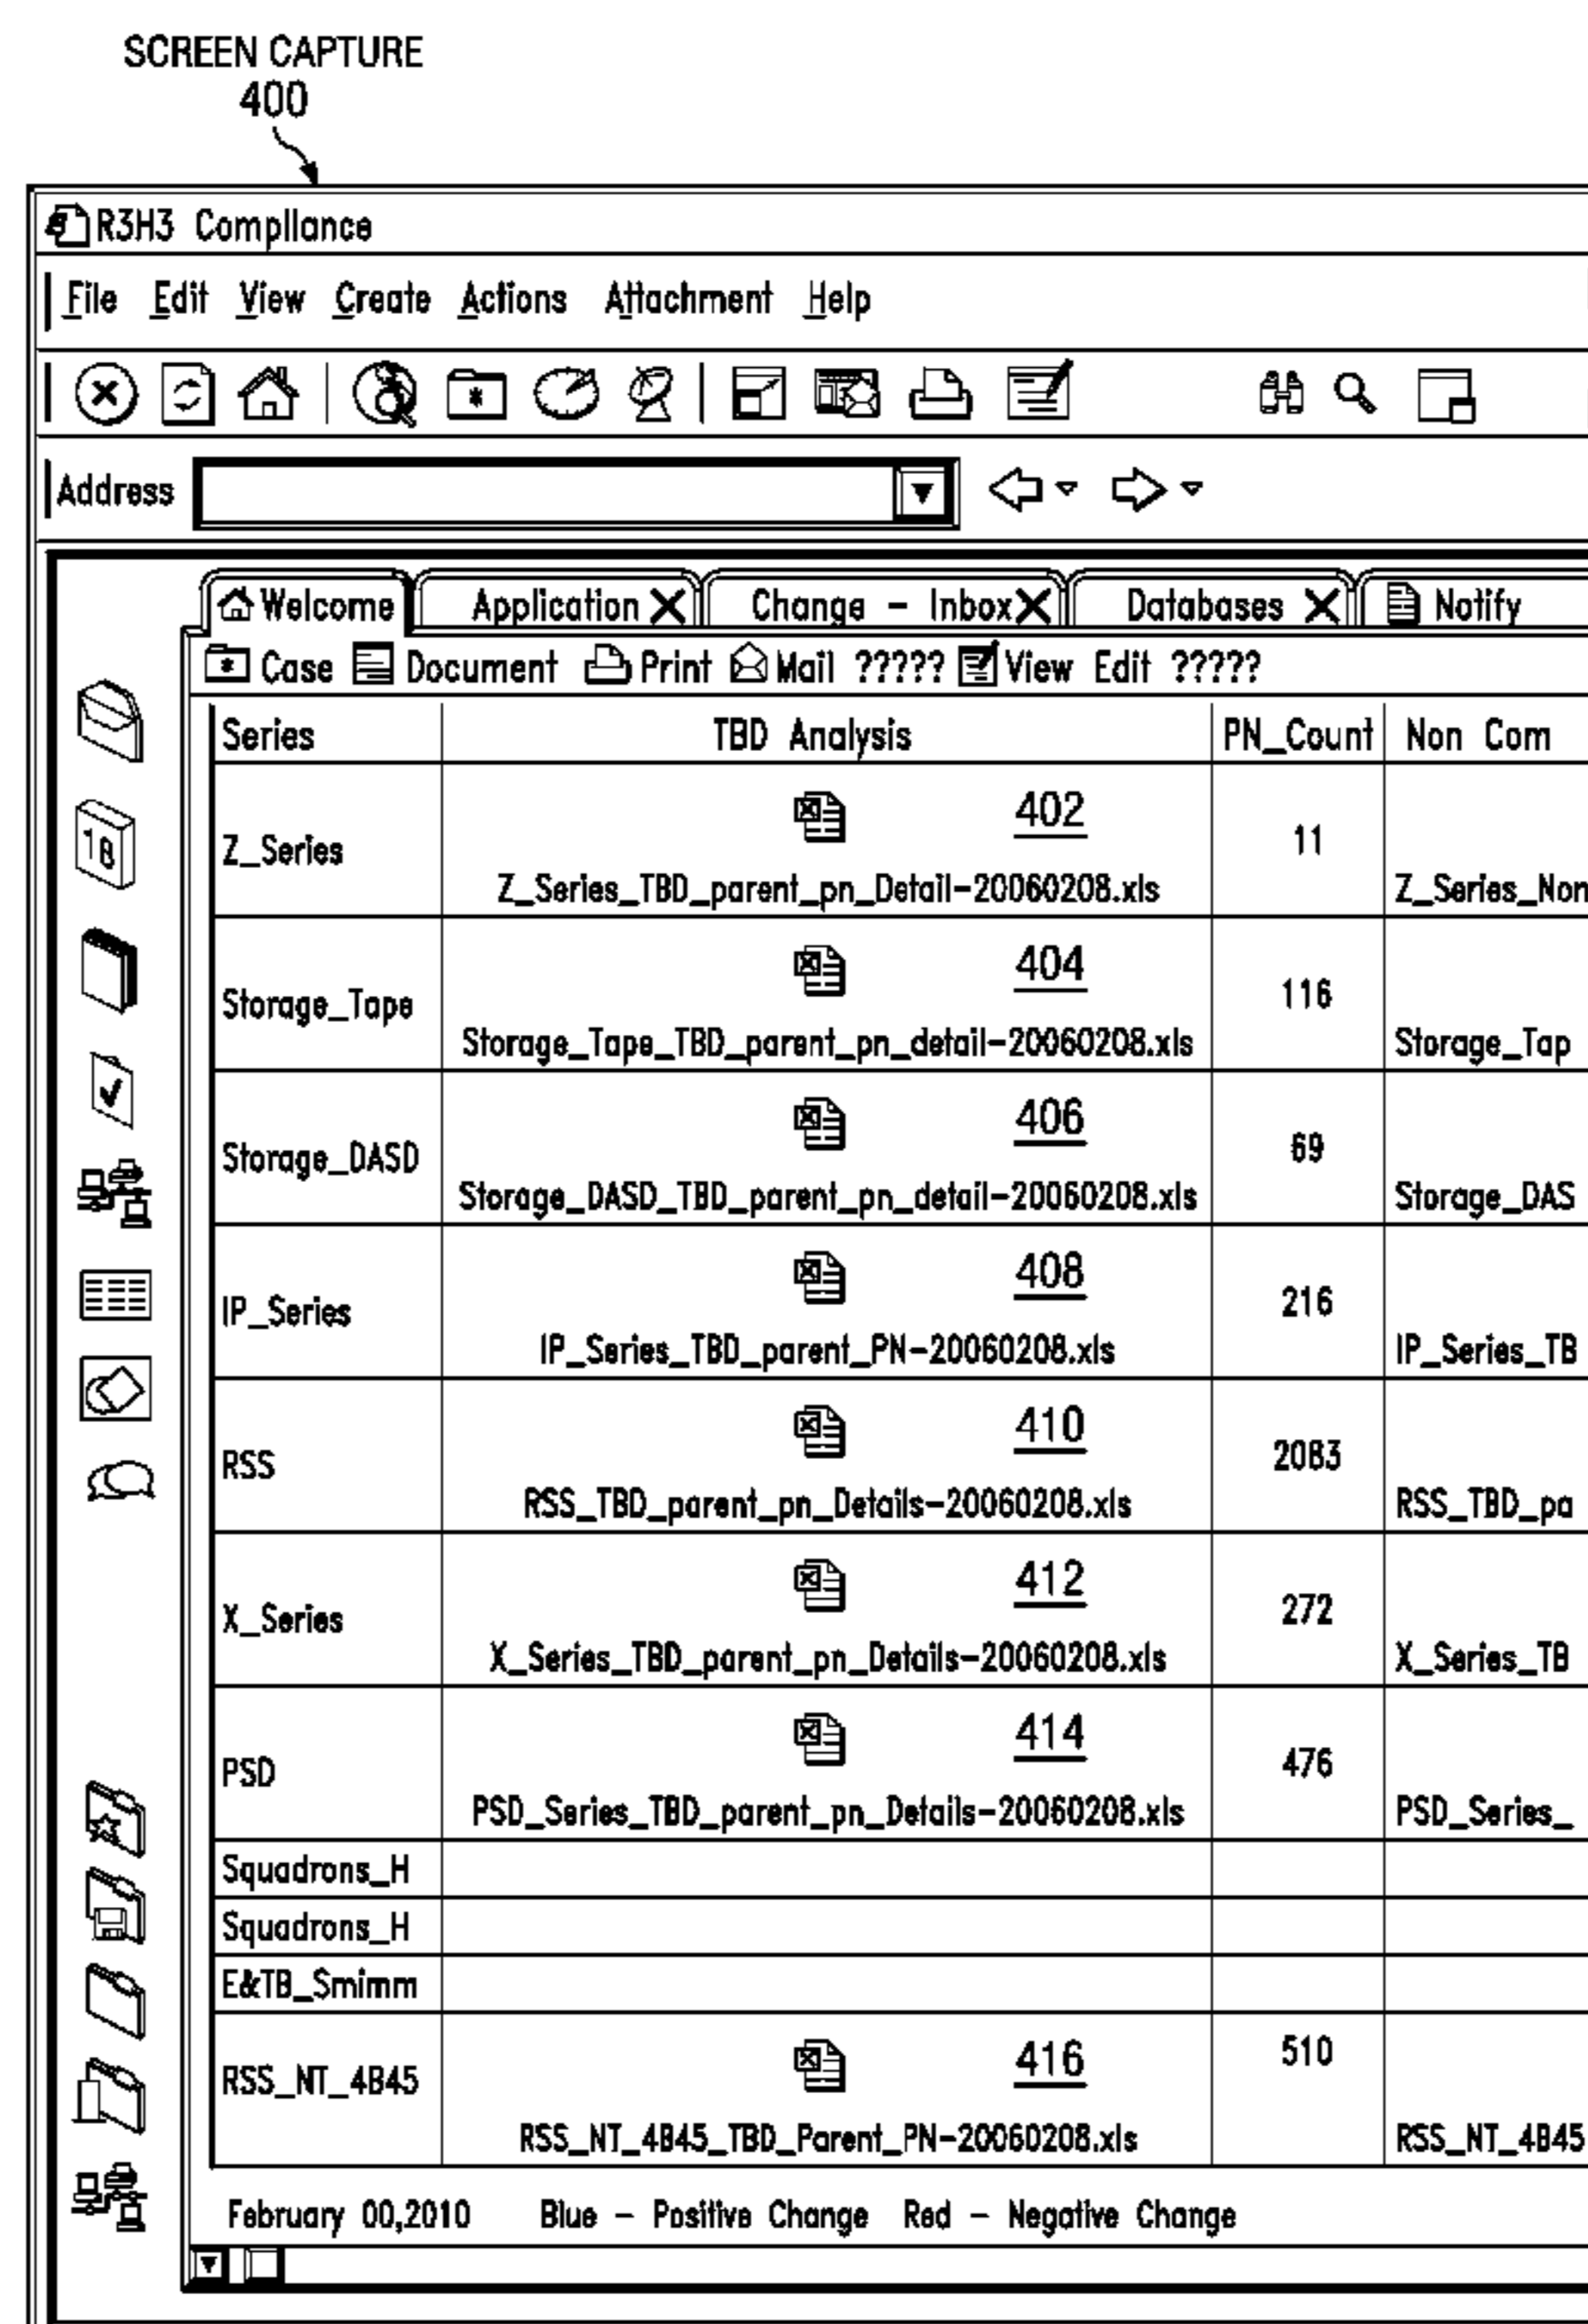 SCREEN CAPTURE
400
R3H3 Compliance
File Edit View Create Actions Attachment Help
Address
Welcome Application Change - Inbox Databases Notify
Case Document Print Mail ????? View Edit ?????
Series TBD Analysis PN_Count Non Com
402
Z_Series 11
Z_Series_TBD_parent_pn_Detail-20060208.xls Z_Series_Non
404
Storage_Tape 116
Storage_Tape_TBD_parent_pn_detail-20060208.xls Storage_Tap
406
Storage_DASD 69
Storage_DASD_TBD_parent_pn_detail-20060208.xls Storage_DAS
408
IP_Series 216
IP_Series_TBD_parent_PN-20060208.xls IP_Series_TB
410
RSS 2083
RSS_TBD_parent_pn_Details-20060208.xls RSS_TBD_pa
412
X_Series 272
X_Series_TBD_parent_pn_Details-20060208.xls X_Series_TB
414
PSD 476
PSD_Series_TBD_parent_pn_Details-20060208.xls PSD_Series_
Squadrons_H
Squadrons_H
E&TB_Smimm
416 510
RSS_NT_4B45
RSS_NT_4B45_TBD_Parent_PN-20060208.xls RSS_NT_4B45
February 00,2010 Blue - Positive Change Red - Negative Change
18